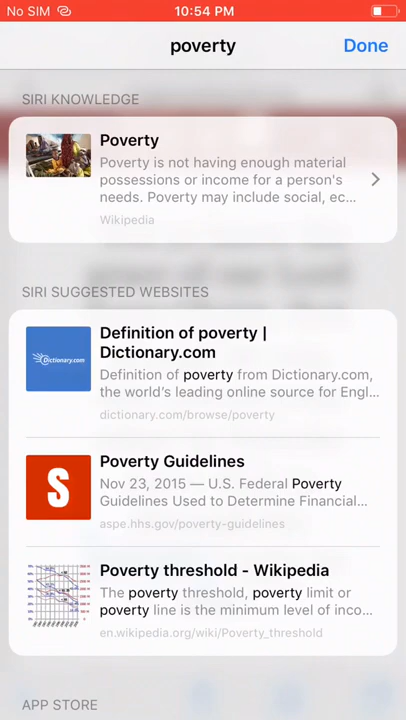 No SIM 10:54 PM
poverty Done
SIRI KNOWLEDGE
Poverty
Poverty is not having enough material
possessions or income for a person's
needs. Poverty may include social, ec...
Wikipedia
SIRI SUGGESTED WEBSITES
Definition of poverty |
Dictionary.com
Dictionary.com
Definition of poverty from Dictionary.com,
the world's leading online source for Engl...
dictionary.com/browse/poverty
S
Poverty Guidelines
Nov 23, 2015 — U.S. Federal Poverty
Guidelines Used to Determine Financial...
aspe.hhs.gov/poverty-guidelines
Poverty threshold - Wikipedia
The poverty threshold, poverty limit or
poverty line is the minimum level of inco...
en.wikipedia.org/wiki/Poverty_threshold
APP STORE